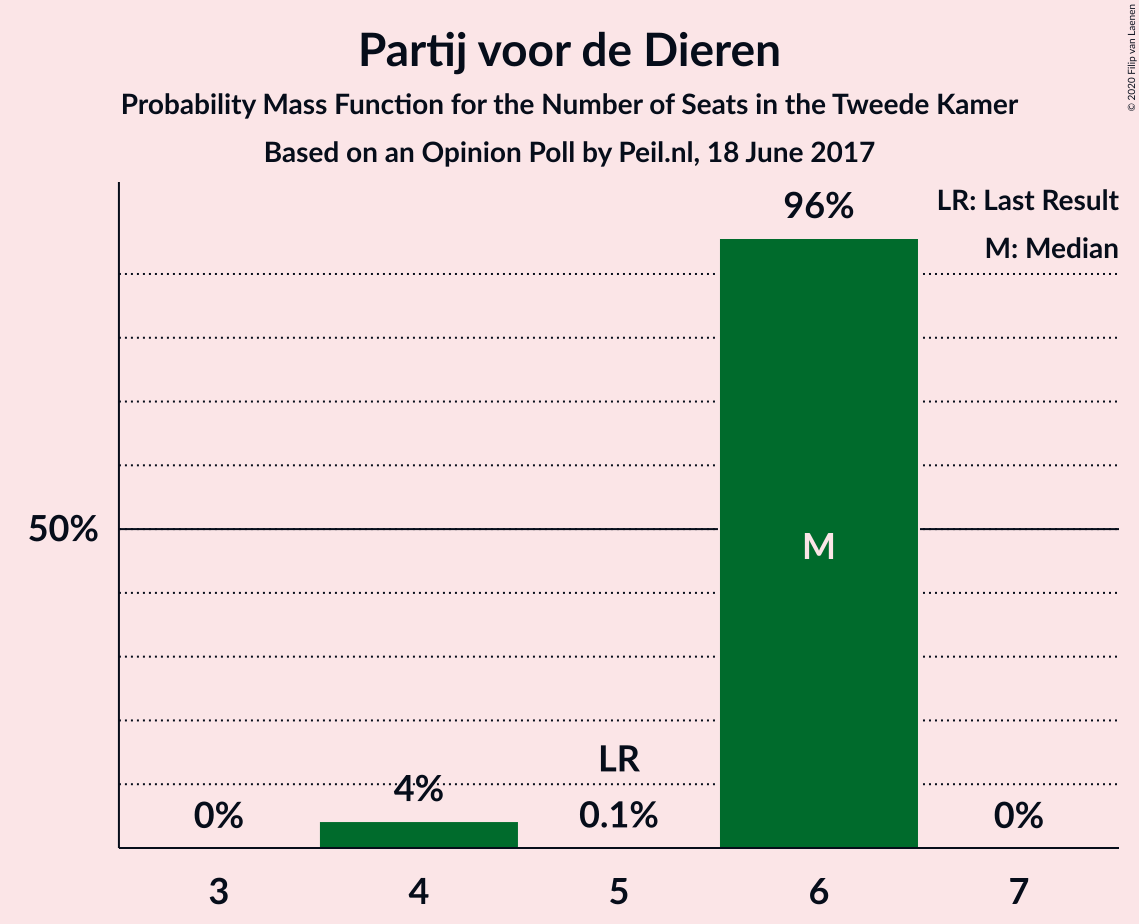 Partij voor de Dieren
Probability Mass Function for the Number of Seats in the Tweede Kamer
Based on an Opinion Poll by Peil.nl, 18 June 2017
© 2020 Filip van Laenen
LR: Last Result
M: Median
96%
50%
M
LR
4%
0%
0.1%
0%
3 4 5 6 7